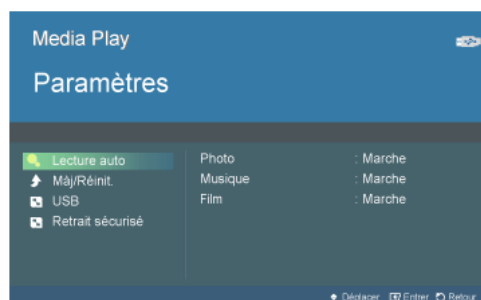 Media Play
Paramètres
Lecture auto
Photo : Marche
Màj/Réinit.
Musique : Marche
USB
Film : Marche
Retrait sécurisé
Déplacer Entrer Retour